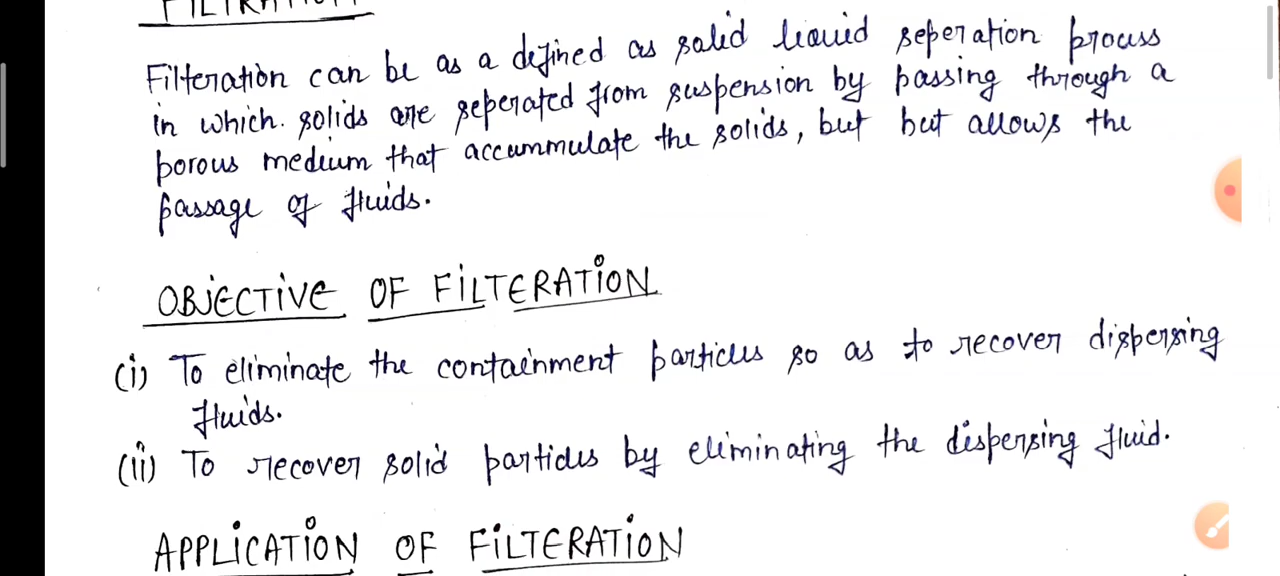 FILTRATION
Filteration can be as a defined as solid liquid seperation process
in which. solids are seperated from suspension by passing through a
porous medium that accummulate the solids, but but allows the
passage of fluids.
OBJECTIVE OF FILTERATION
(i) To eliminate the containment particles so as to recover dispersing
fluids.
(ii) To recover solid particles by eliminating the dispersing fluid.
APPLICATION OF FILTERATION